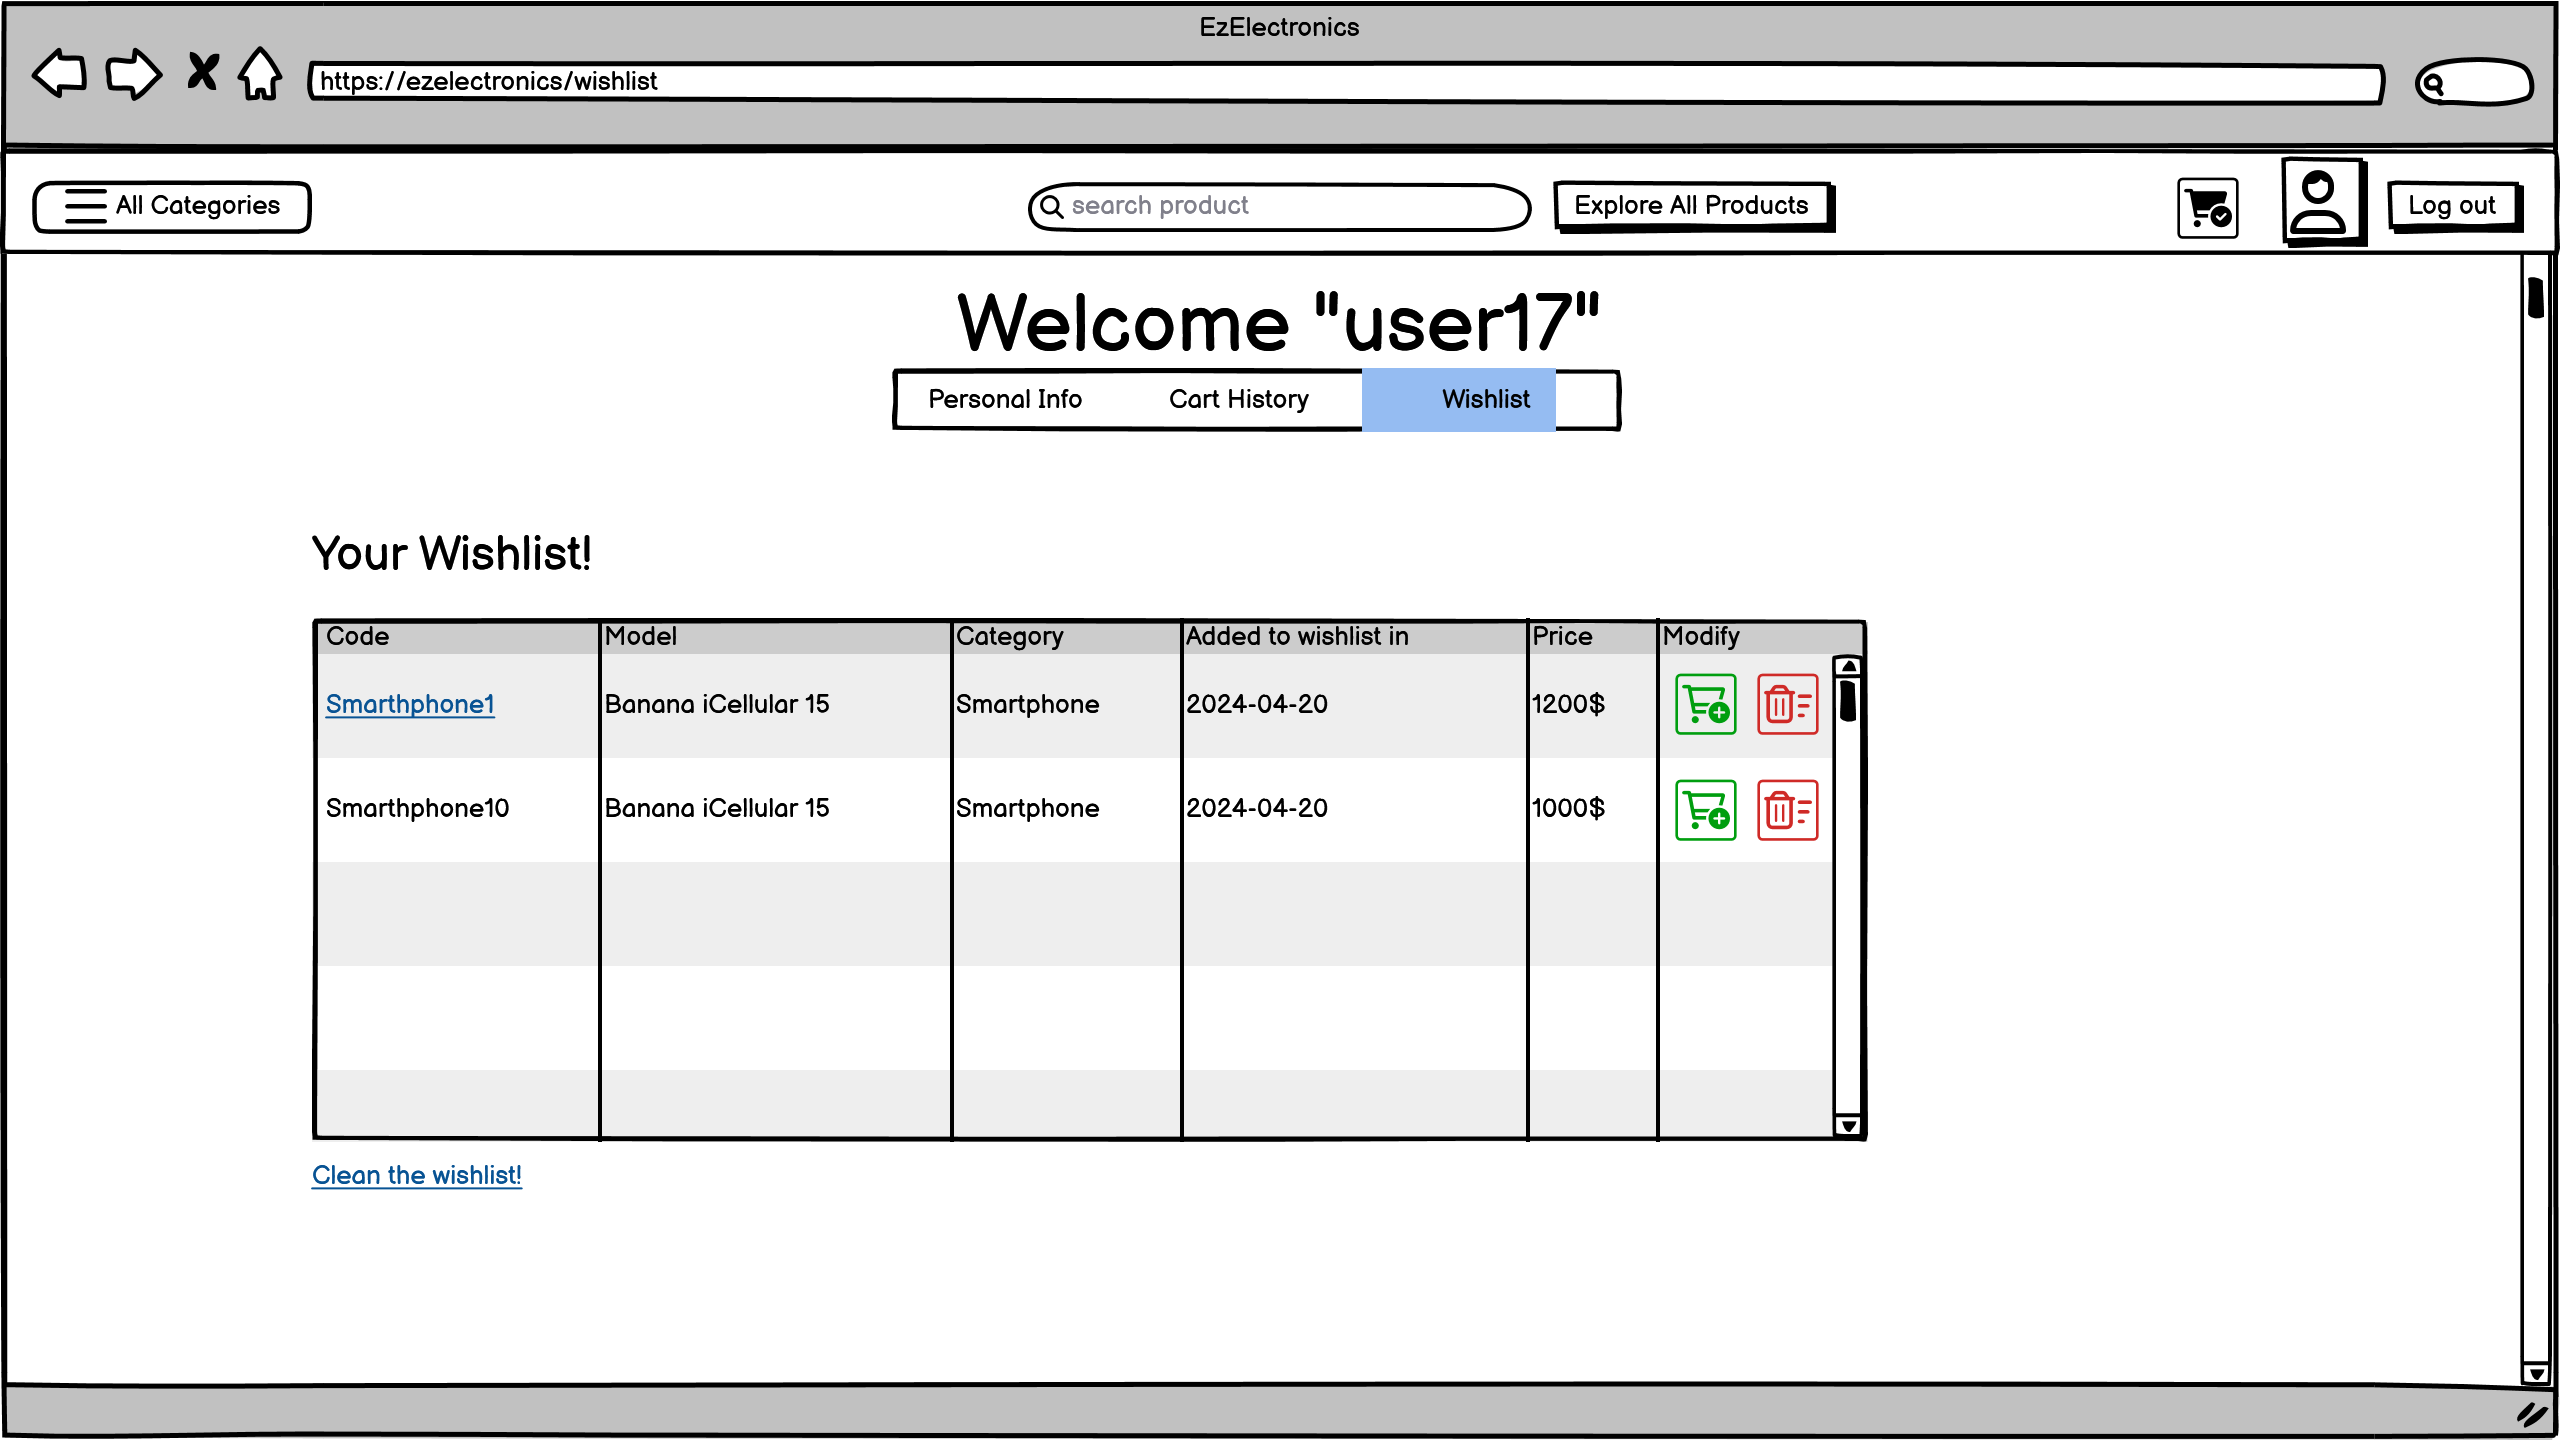 EzElectronics
https://ezelectronics/wishlist
All Categories
search product
Explore All Products
Log out
Welcome "user17"
Personal Info
Cart History
Wishlist
Your Wishlist!
Code Model Category Added to wishlist in Price Modify
Smarthphone1 Banana iCellular 15 Smartphone 2024-04-20 1200$
Smarthphone10 Banana iCellular 15 Smartphone 2024-04-20 1000$
Clean the wishlist!